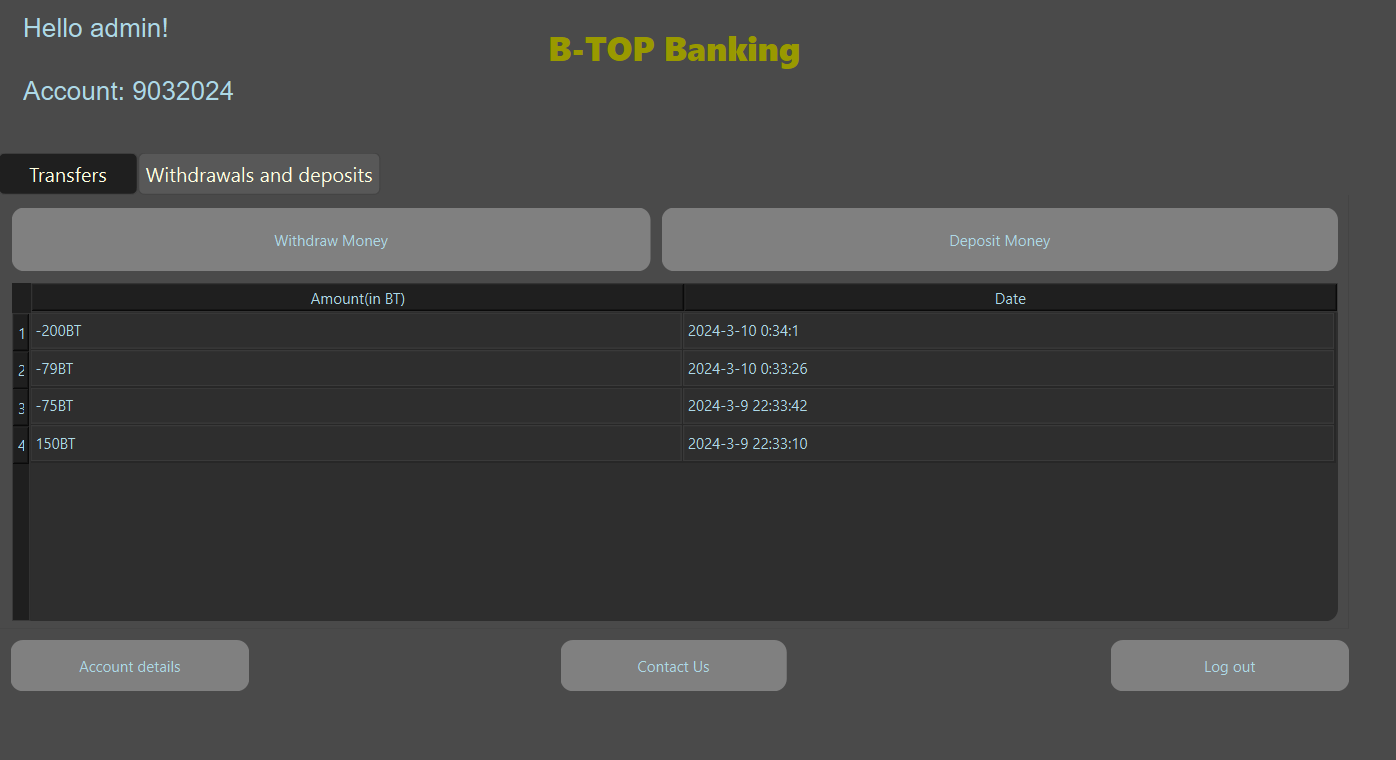 Hello admin!
B-TOP Banking
Account: 9032024
Transfers Withdrawals and deposits
Withdraw Money Deposit Money
Amount(in BT) Date
1 -200BT 2024-3-10 0:34:1
2 -79BT 2024-3-10 0:33:26
3 -75BT 2024-3-9 22:33:42
4 150BT 2024-3-9 22:33:10
Account details Contact Us Log out